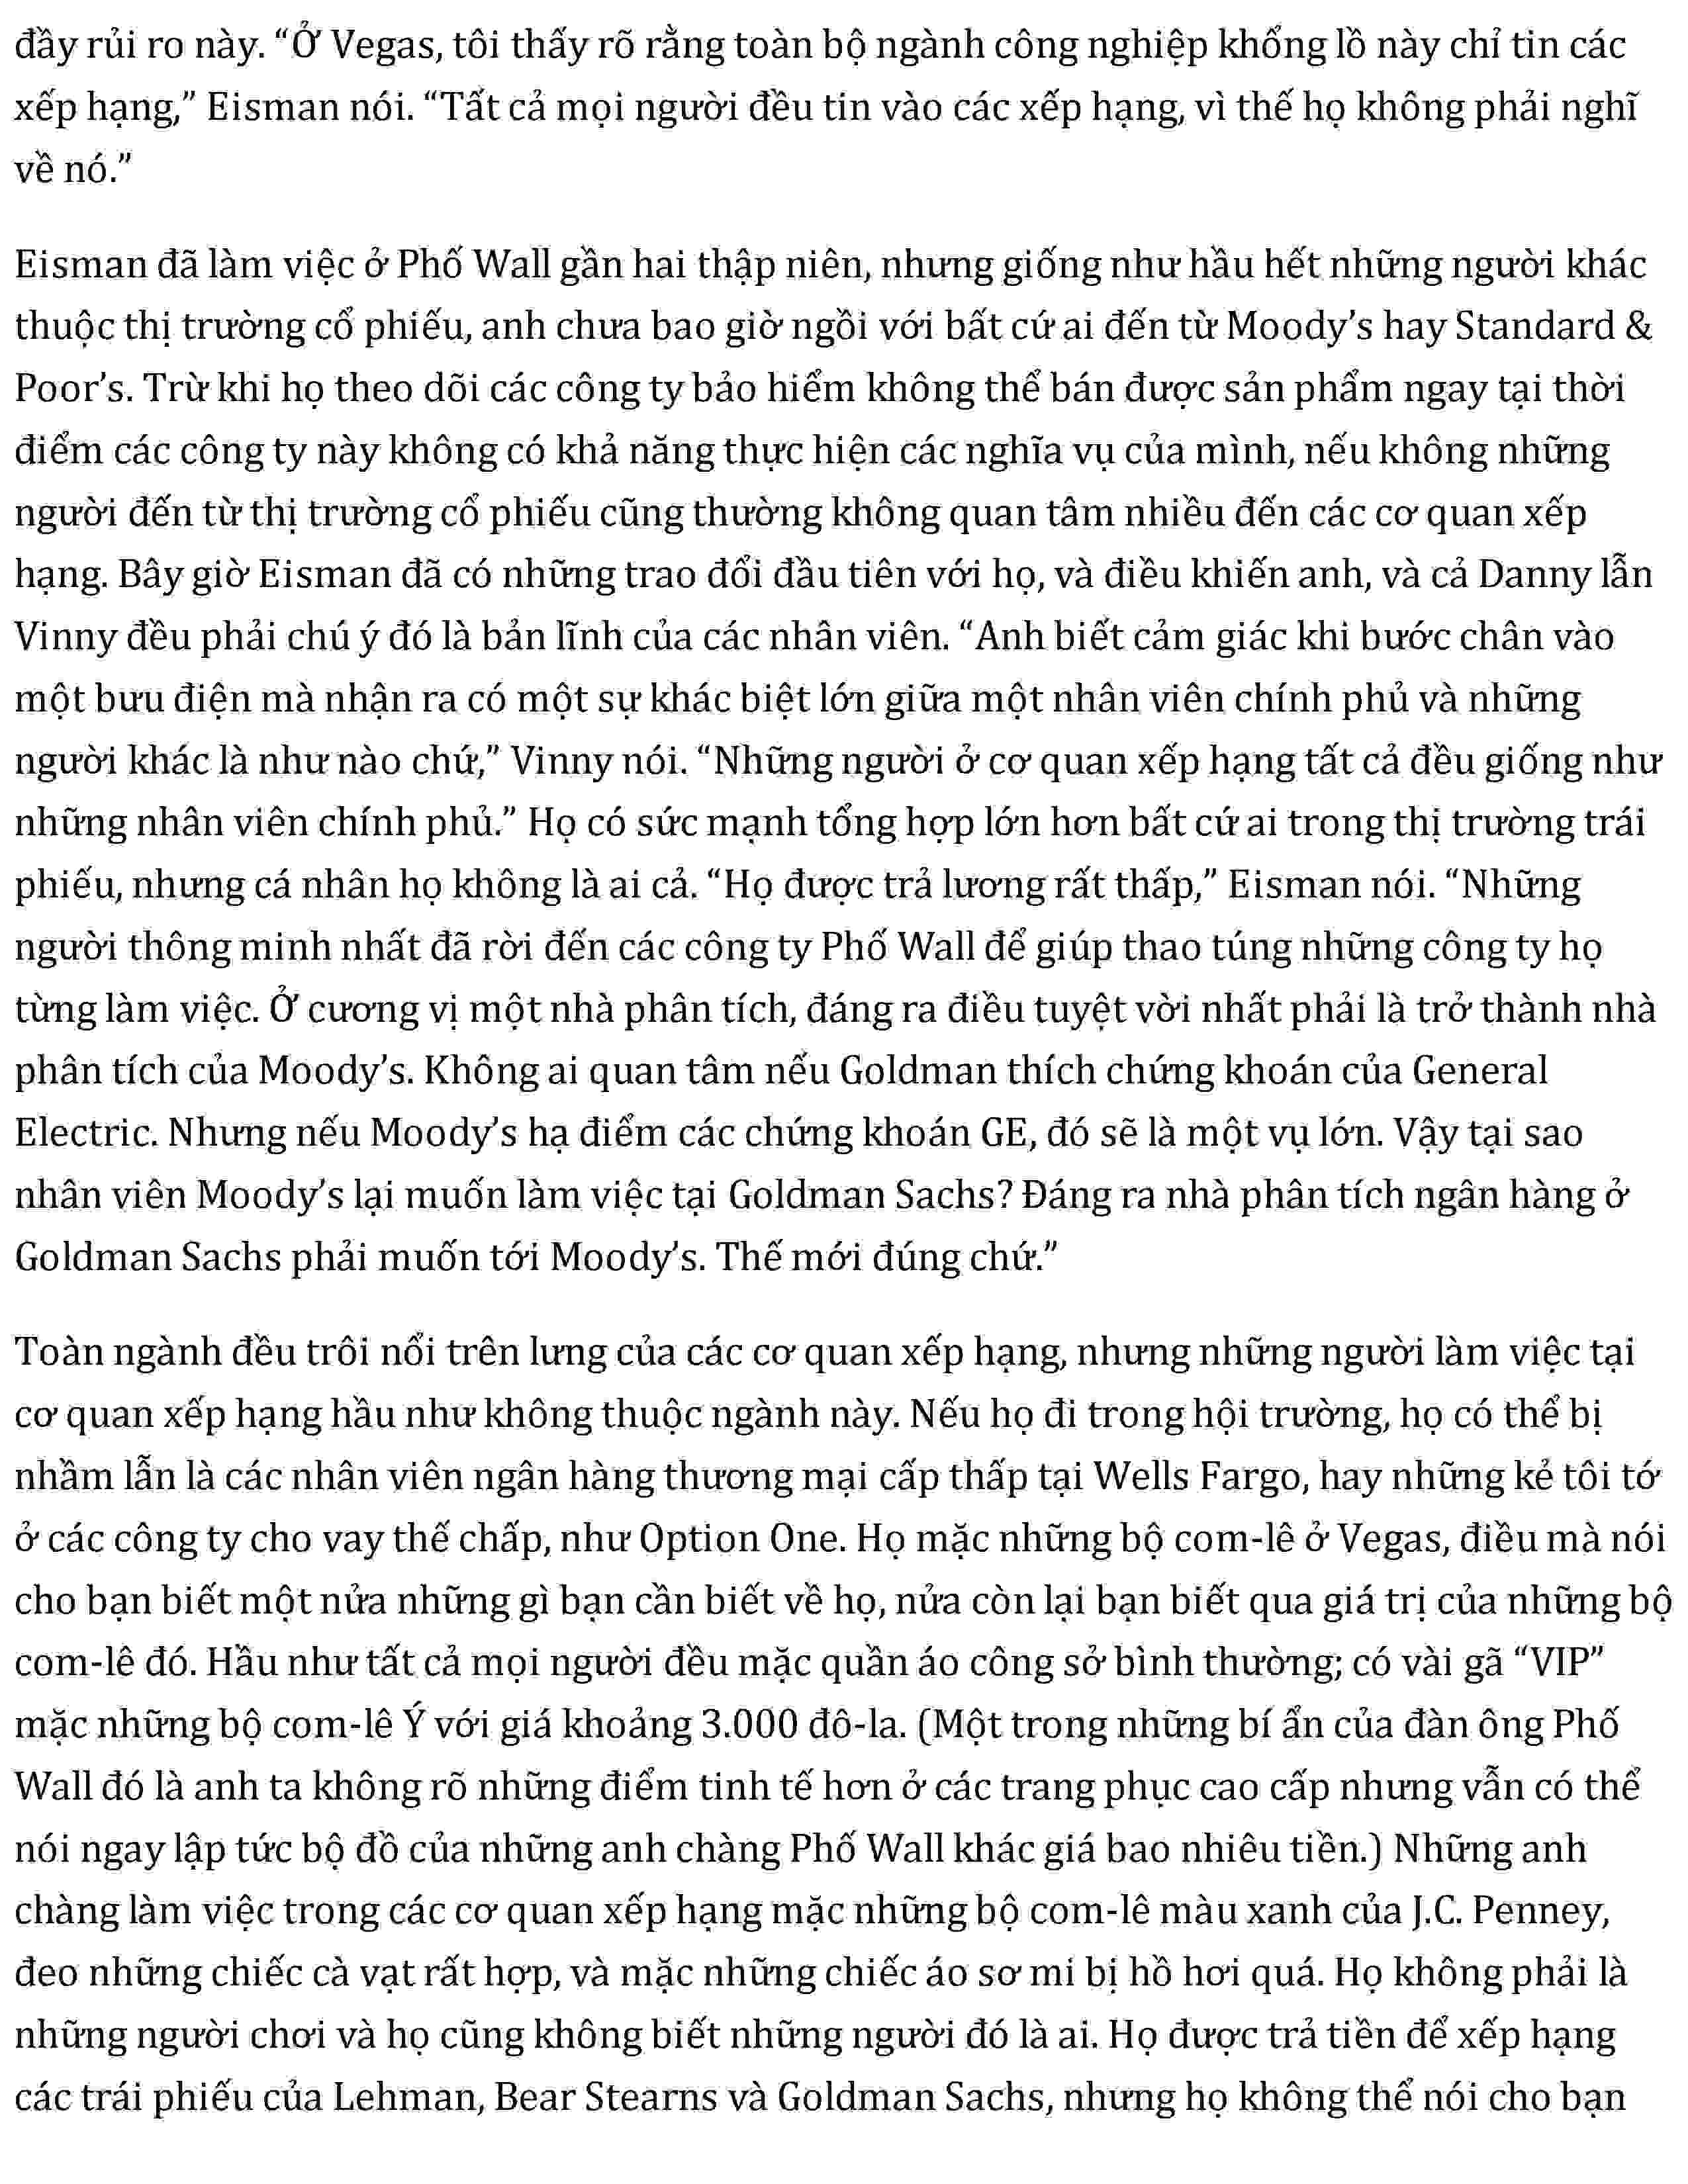 đầy rủi ro này. “Ở Vegas, tôi thấy rõ rằng toàn bộ ngành công nghiệp khổng lồ này chỉ tin các
xếp hạng,” Eisman nói. “Tất cả mọi người đều tin vào các xếp hạng, vì thế họ không phải nghĩ
về nó.”
Eisman đã làm việc ở Phố Wall gần hai thập niên, nhưng giống như hầu hết những người khác
thuộc thị trường cổ phiếu, anh chưa bao giờ ngồi với bất cứ ai đến từ Moody’s hay Standard &
Poor’s. Trừ khi họ theo dõi các công ty bảo hiểm không thể bán được sản phẩm ngay tại thời
điểm các công ty này không có khả năng thực hiện các nghĩa vụ của mình, nếu không những
người đến từ thị trường cổ phiếu cũng thường không quan tâm nhiều đến các cơ quan xếp
hạng. Bây giờ Eisman đã có những trao đổi đầu tiên với họ, và điều khiến anh, và cả Danny lẫn
Vinny đều phải chú ý đó là bản lĩnh của các nhân viên. “Anh biết cảm giác khi bước chân vào
một bưu điện mà nhận ra có một sự khác biệt lớn giữa một nhân viên chính phủ và những
người khác là như nào chứ,” Vinny nói. “Những người ở cơ quan xếp hạng tất cả đều giống như
những nhân viên chính phủ.” Họ có sức mạnh tổng hợp lớn hơn bất cứ ai trong thị trường trái
phiếu, nhưng cá nhân họ không là ai cả. “Họ được trả lương rất thấp,” Eisman nói. “Những
người thông minh nhất đã rời đến các công ty Phố Wall để giúp thao túng những công ty họ
từng làm việc. Ở cương vị một nhà phân tích, đáng ra điều tuyệt vời nhất phải là trở thành nhà
phân tích của Moody’s. Không ai quan tâm nếu Goldman thích chứng khoán của General
Electric. Nhưng nếu Moody’s hạ điểm các chứng khoán GE, đó sẽ là một vụ lớn. Vậy tại sao
nhân viên Moody’s lại muốn làm việc tại Goldman Sachs? Đáng ra nhà phân tích ngân hàng ở
Goldman Sachs phải muốn tới Moody’s. Thế mới đúng chứ.”
Toàn ngành đều trôi nổi trên lưng của các cơ quan xếp hạng, nhưng những người làm việc tại
cơ quan xếp hạng hầu như không thuộc ngành này. Nếu họ đi trong hội trường, họ có thể bị
nhầm lẫn là các nhân viên ngân hàng thương mại cấp thấp tại Wells Fargo, hay những kẻ tôi tớ
ở các công ty cho vay thế chấp, như Option One. Họ mặc những bộ com-lê ở Vegas, điều mà nói
cho bạn biết một nửa những gì bạn cần biết về họ, nửa còn lại bạn biết qua giá trị của những bộ
com-lê đó. Hầu như tất cả mọi người đều mặc quần áo công sở bình thường; có vài gã “VIP”
mặc những bộ com-lê Ý với giá khoảng 3.000 đô-la. (Một trong những bí ẩn của đàn ông Phố
Wall đó là anh ta không rõ những điểm tinh tế hơn ở các trang phục cao cấp nhưng vẫn có thể
nói ngay lập tức bộ đồ của những anh chàng Phố Wall khác giá bao nhiêu tiền.) Những anh
chàng làm việc trong các cơ quan xếp hạng mặc những bộ com-lê màu xanh của J.C. Penney,
đeo những chiếc cà vạt rất hợp, và mặc những chiếc áo sơ mi bị hồ hơi quá. Họ không phải là
những người chơi và họ cũng không biết những người đó là ai. Họ được trả tiền để xếp hạng
các trái phiếu của Lehman, Bear Stearns và Goldman Sachs, nhưng họ không thể nói cho bạn